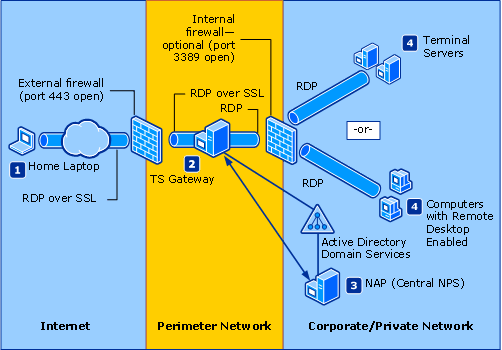 Internal
firewall—
optional (port
3389 open)
4 Terminal
Servers
External firewall
(port 443 open)
RDP
RDP over SSL
RDP
-or-
1 Home Laptop
2
TS Gateway
RDP
RDP over SSL
4 Computers
with Remote
Desktop
Enabled
Active Directory
Domain Services
3 NAP (Central NPS)
Internet
Perimeter Network
Corporate/Private Network